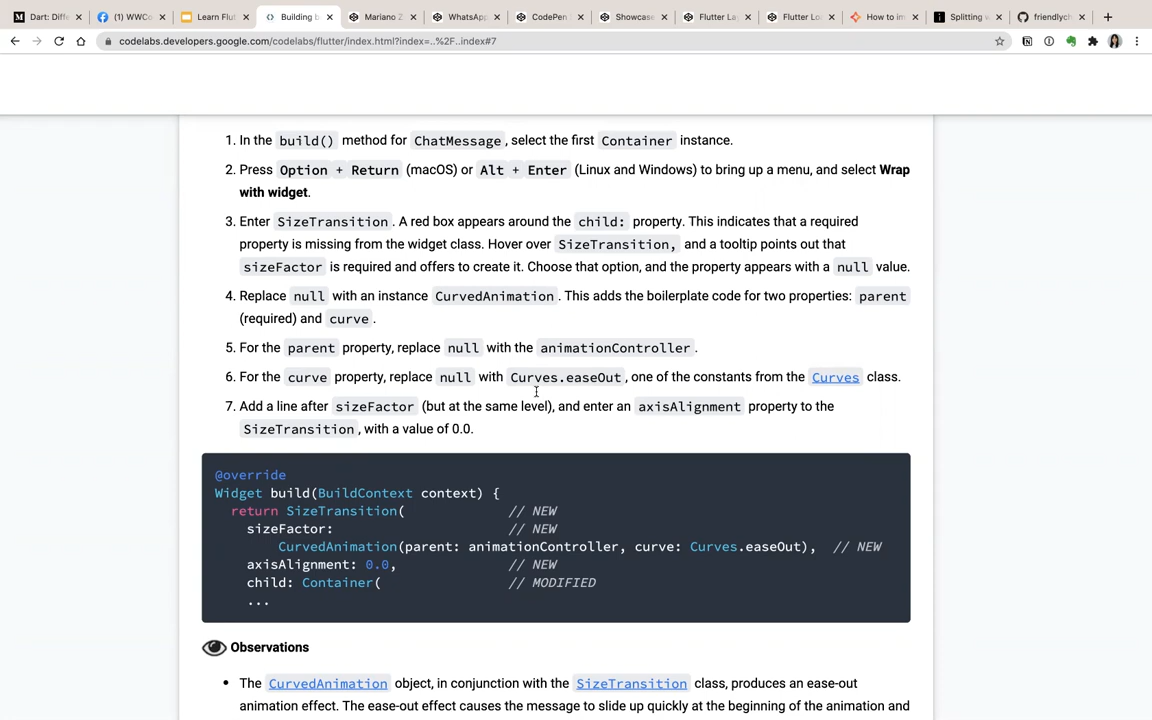 Dart: Diffe
(1) WWCo
Learn Flut
Building b
Mariano Z
WhatsApp
CodePen
Showcase
Flutter La
Flutter Lo
How to im
Splitting w
friendlych
codelabs.developers.google.com/codelabs/flutter/index.html?index=..%2F..index#7
1. In the build() method for ChatMessage, select the first Container instance.
2. Press Option + Return (macOS) or Alt + Enter (Linux and Windows) to bring up a menu, and select Wrap
with widget.
3. Enter SizeTransition. A red box appears around the child: property. This indicates that a required
property is missing from the widget class. Hover over SizeTransition, and a tooltip points out that
sizeFactor is required and offers to create it. Choose that option, and the property appears with a null value.
4. Replace null with an instance CurvedAnimation. This adds the boilerplate code for two properties: parent
(required) and curve.
5. For the parent property, replace null with the animationController.
6. For the curve property, replace null with Curves.easeOut, one of the constants from the Curves class.
7. Add a line after sizeFactor (but at the same level), and enter an axisAlignment property to the
SizeTransition, with a value of 0.0.
@override
Widget build(BuildContext context) {
return SizeTransition( // NEW
sizeFactor: // NEW
CurvedAnimation(parent: animationController, curve: Curves.easeOut), // NEW
axisAlignment: 0.0, // NEW
child: Container( // MODIFIED
...
Observations
• The CurvedAnimation object, in conjunction with the SizeTransition class, produces an ease-out
animation effect. The ease-out effect causes the message to slide up quickly at the beginning of the animation and